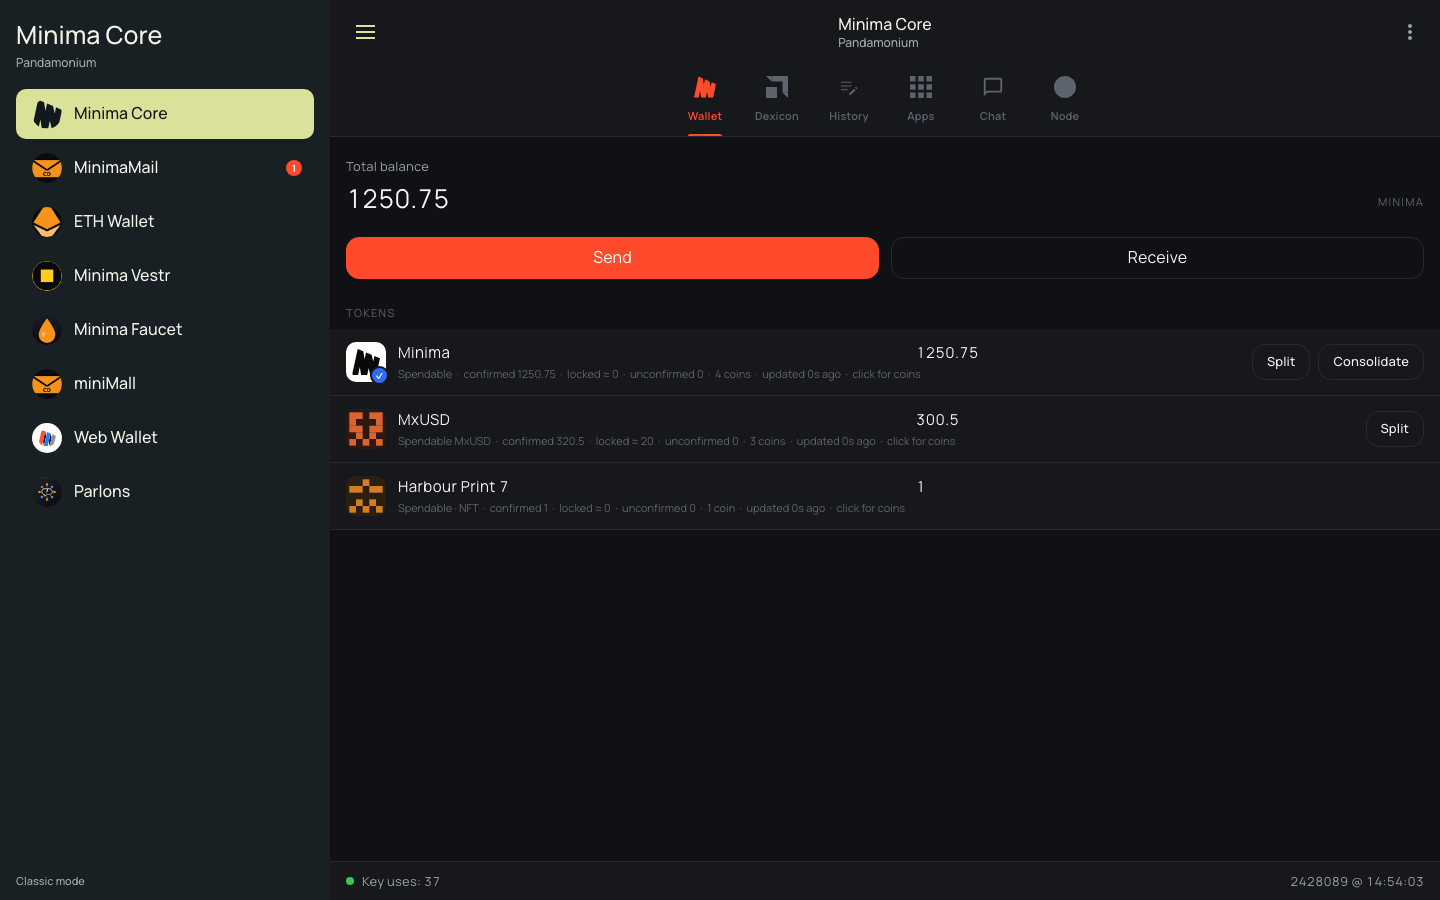 Minima Core
Pandamonium
Minima Core
MinimaMail
1
ETH Wallet
Minima Vestr
Minima Faucet
miniMall
Web Wallet
Parlons
Classic mode
Minima Core
Pandamonium
Wallet
Dexicon
History
Apps
Chat
Node
Total balance
1250.75
MINIMA
Send
Receive
TOKENS
Minima
1250.75
Spendable · confirmed 1250.75 · locked ≈ 0 · unconfirmed 0 · 4 coins · updated 0s ago · click for coins
Split
Consolidate
MxUSD
300.5
Spendable MxUSD · confirmed 320.5 · locked ≈ 20 · unconfirmed 0 · 3 coins · updated 0s ago · click for coins
Split
Harbour Print 7
1
Spendable · NFT · confirmed 1 · locked ≈ 0 · unconfirmed 0 · 1 coin · updated 0s ago · click for coins
Key uses: 37
2428089 @ 14:54:03